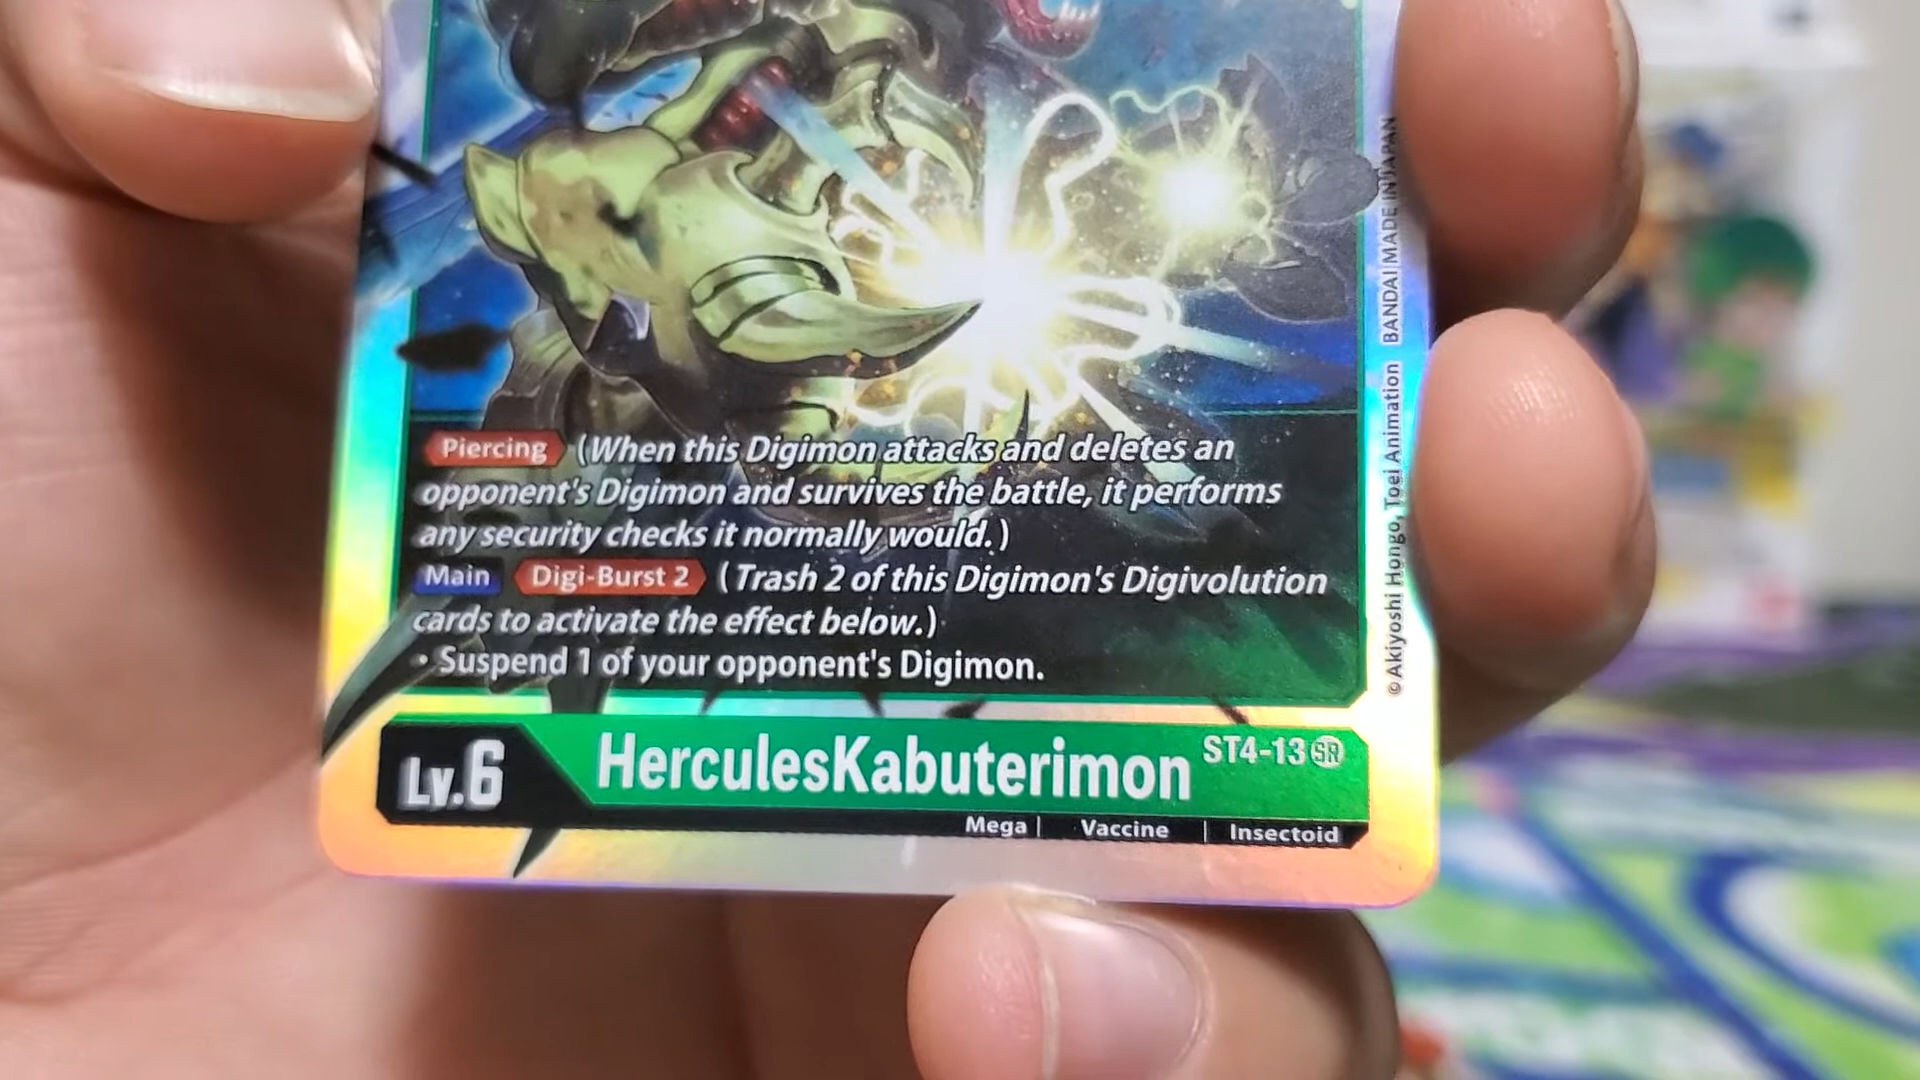 Piercing (When this Digimon attacks and deletes an
opponent's Digimon and survives the battle, it performs
any security checks it normally would.)
Main Digi-Burst 2 (Trash 2 of this Digimon's Digivolution
cards to activate the effect below.)
• Suspend 1 of your opponent's Digimon.
Lv.6 HerculesKabuterimon ST4-13 SR
Mega | Vaccine | Insectoid
©Akiyoshi Hongo, Toei Animation BANDAI MADE IN JAPAN